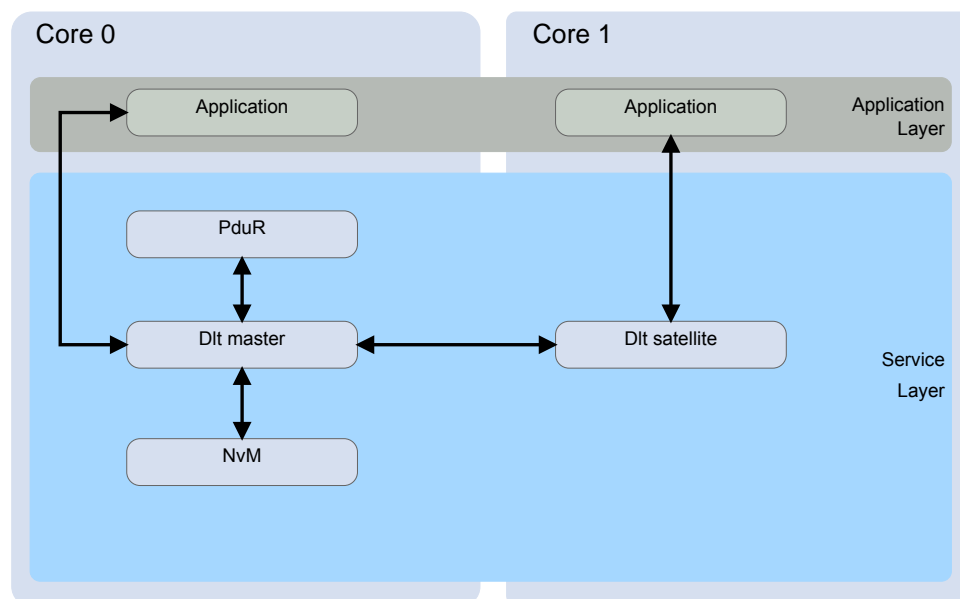 Core 0
Core 1
Application
Application
Application
Layer
PduR
Dlt master
Dlt satellite
Service
Layer
NvM